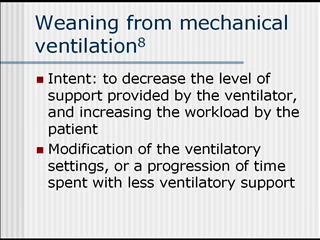 Weaning from mechanical
ventilation8
Intent: to decrease the level of
support provided by the ventilator,
and increasing the workload by the
patient
Modification of the ventilatory
settings, or a progression of time
spent with less ventilatory support